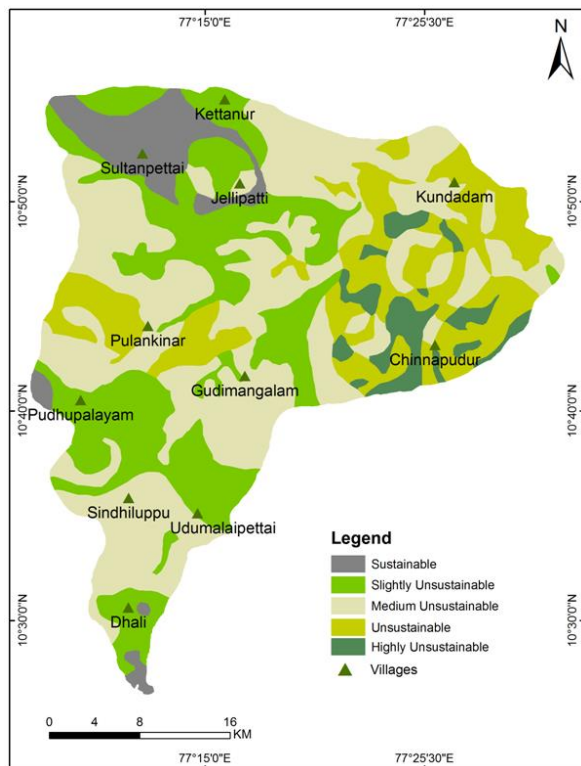 77°15'0"E
77°25'30"E
N
Kettanur
Sultanpettai
Jellipatti
Kundadam
10°50'0"N
10°50'0"N
Pulankinar
Chinnapudur
Gudimangalam
Pudhupalayam
10°40'0"N
10°40'0"N
Sindhiluppu
Udumalaipettai
Legend
Sustainable
Slightly Unsustainable
Medium Unsustainable
Unsustainable
Highly Unsustainable
Villages
Dhali
10°30'0"N
10°30'0"N
0 4 8 16
KM
77°15'0"E
77°25'30"E